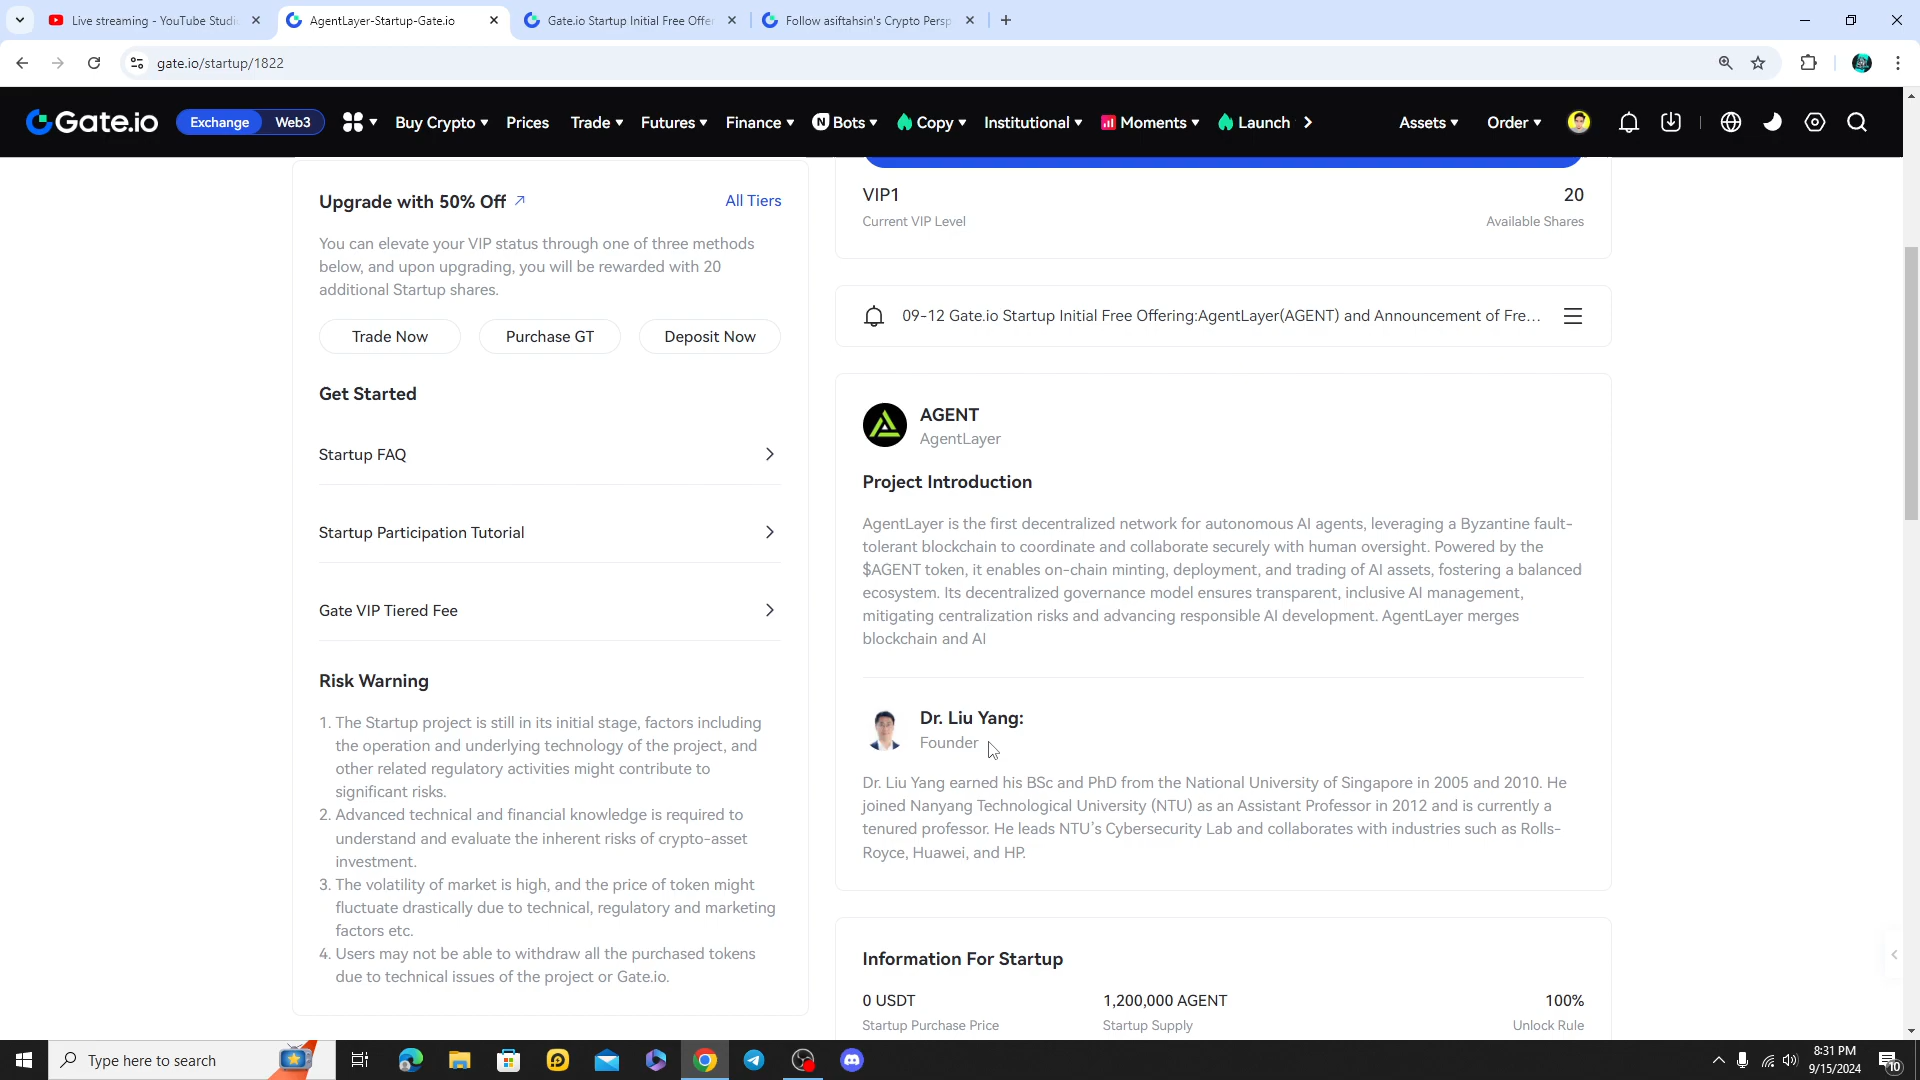 Live streaming - YouTube Studi
AgentLayer-Startup-Gate.io
Gate.io Startup Initial Free Offer
Follow asiftahsin's Crypto Persp
gate.io/startup/1822
Gate.io
Exchange
Web3
Buy Crypto
Prices
Trade
Futures
Finance
Bots
Copy
Institutional
Moments
Launch
Assets
Order
Upgrade with 50% Off
All Tiers
You can elevate your VIP status through one of three methods
below, and upon upgrading, you will be rewarded with 20
additional Startup shares.
Trade Now
Purchase GT
Deposit Now
Get Started
Startup FAQ
Startup Participation Tutorial
Gate VIP Tiered Fee
Risk Warning
1. The Startup project is still in its initial stage, factors including
the operation and underlying technology of the project, and
other related regulatory activities might contribute to
significant risks.
2. Advanced technical and financial knowledge is required to
understand and evaluate the inherent risks of crypto-asset
investment.
3. The volatility of market is high, and the price of token might
fluctuate drastically due to technical, regulatory and marketing
factors etc.
4. Users may not be able to withdraw all the purchased tokens
due to technical issues of the project or Gate.io.
VIP1
20
Current VIP Level
Available Shares
09-12 Gate.io Startup Initial Free Offering:AgentLayer(AGENT) and Announcement of Fre...
AGENT
AgentLayer
Project Introduction
AgentLayer is the first decentralized network for autonomous AI agents, leveraging a Byzantine fault-
tolerant blockchain to coordinate and collaborate securely with human oversight. Powered by the
$AGENT token, it enables on-chain minting, deployment, and trading of AI assets, fostering a balanced
ecosystem. Its decentralized governance model ensures transparent, inclusive AI management,
mitigating centralization risks and advancing responsible AI development. AgentLayer merges
blockchain and AI
Dr. Liu Yang:
Founder
Dr. Liu Yang earned his BSc and PhD from the National University of Singapore in 2005 and 2010. He
joined Nanyang Technological University (NTU) as an Assistant Professor in 2012 and is currently a
tenured professor. He leads NTU's Cybersecurity Lab and collaborates with industries such as Rolls-
Royce, Huawei, and HP.
Information For Startup
0 USDT
1,200,000 AGENT
100%
Startup Purchase Price
Startup Supply
Unlock Rule
Type here to search
8:31 PM
9/15/2024
10